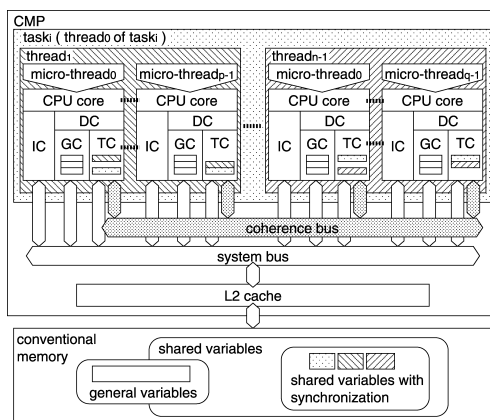 CMP
taski ( thread0 of taski )
thread1
threadn-1
micro-thread0
micro-threadp-1
micro-thread0
micro-threadq-1
CPU core
CPU core
CPU core
CPU core
DC
DC
DC
DC
IC
GC
TC
IC
GC
TC
IC
GC
TC
IC
GC
TC
coherence bus
system bus
L2 cache
conventional
memory
shared variables
general variables
shared variables with
synchronization